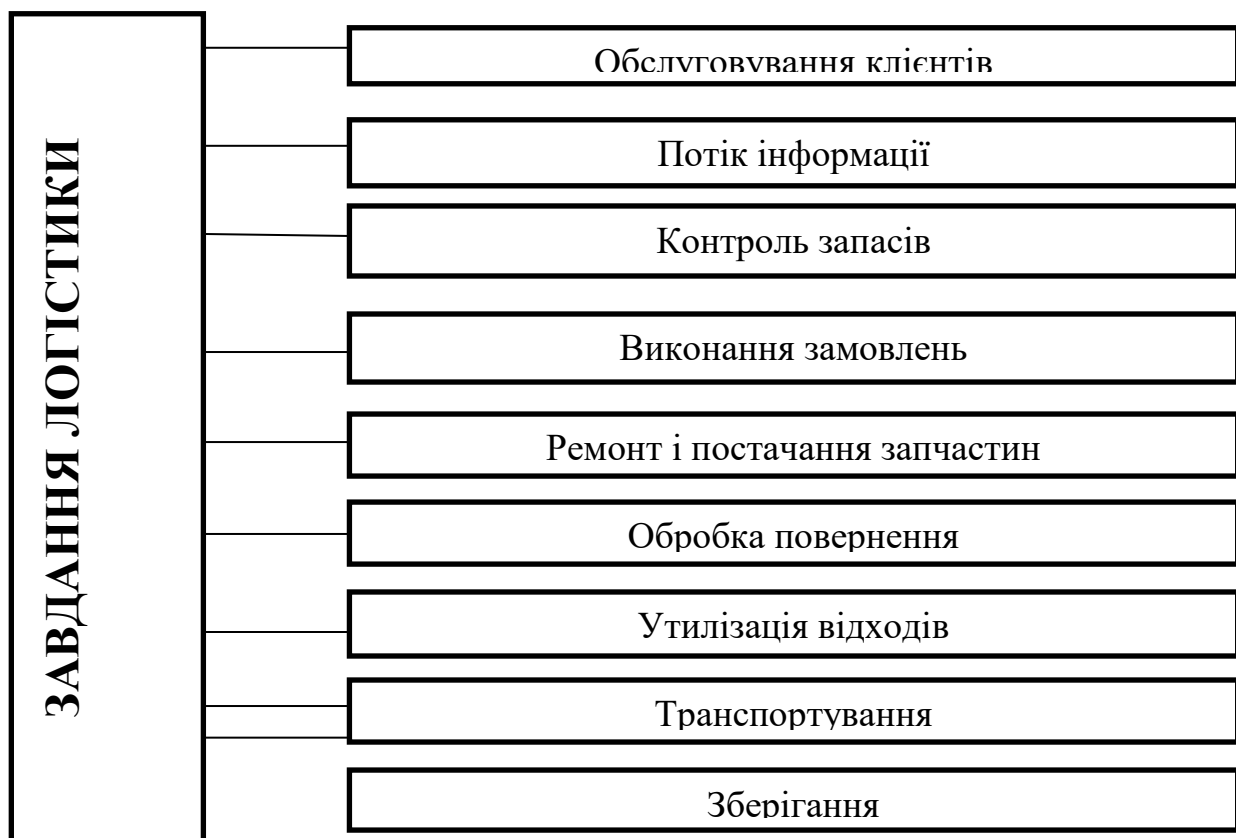 ЗАВДАННЯ ЛОГІСТИКИ
Обслуговування клієнтів
Потік інформації
Контроль запасів
Виконання замовлень
Ремонт і постачання запчастин
Обробка повернення
Утилізація відходів
Транспортування
Зберігання